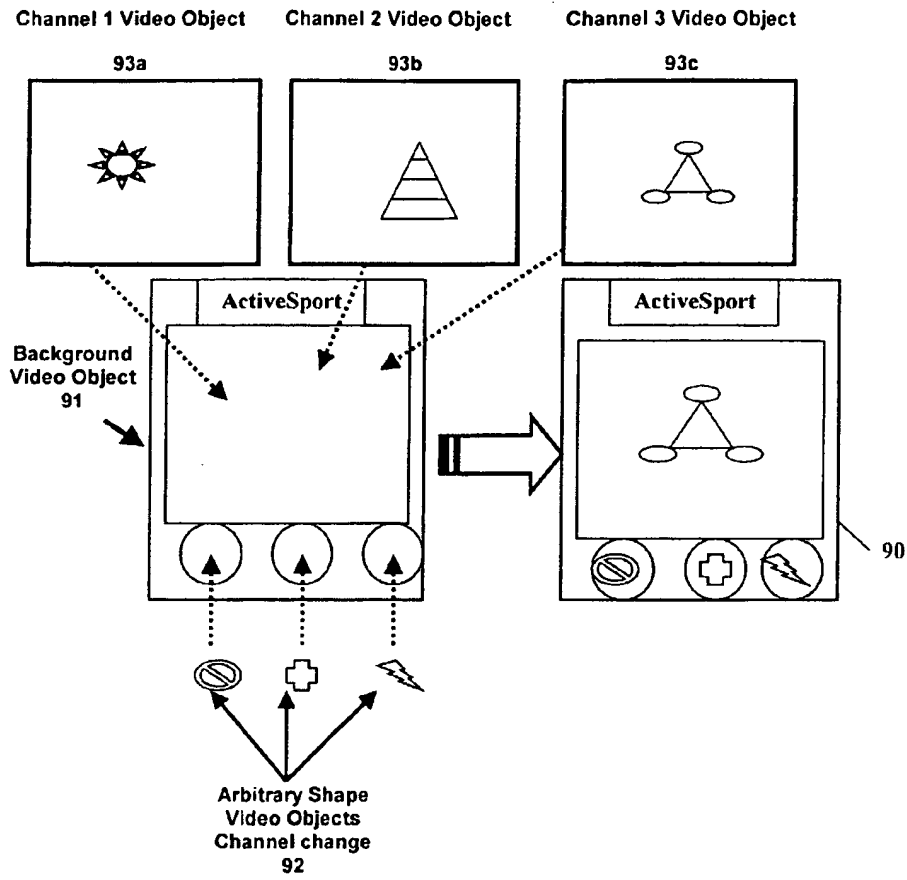 Channel 1 Video Object
Channel 2 Video Object
Channel 3 Video Object
93a
93b
93c
ActiveSport
ActiveSport
Background
Video Object
91
90
Arbitrary Shape
Video Objects
Channel change
92